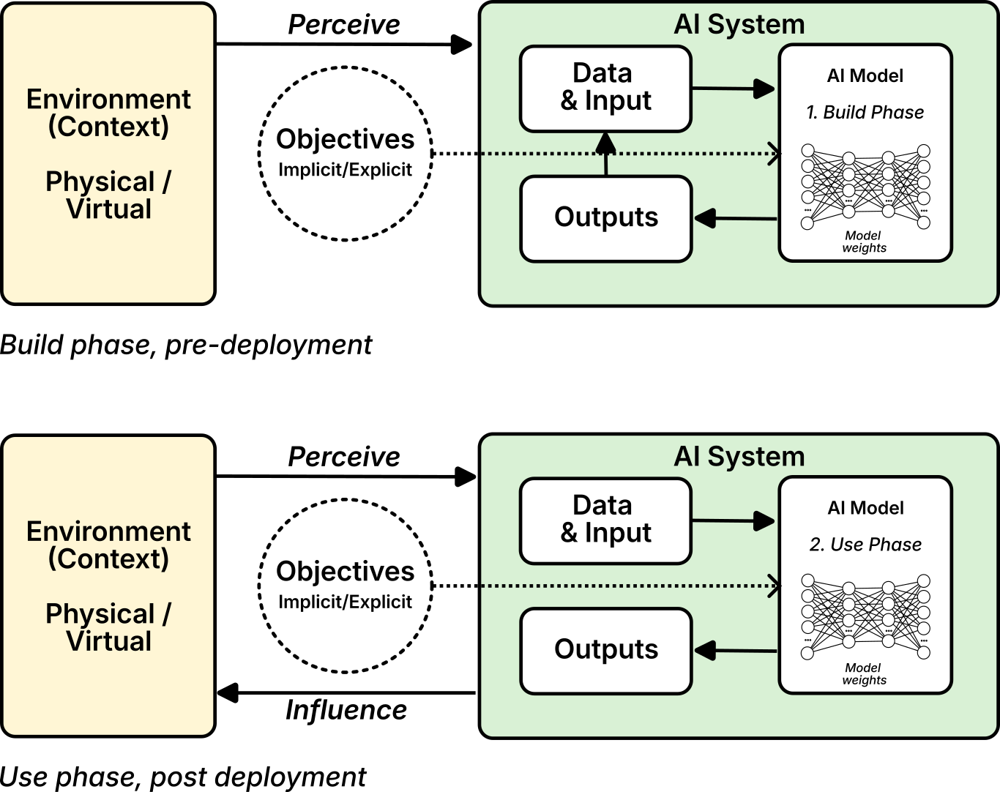 Perceive
AI System
Environment
(Context)
Physical /
Virtual
Objectives
Implicit/Explicit
Data
& Input
Outputs
AI Model
1. Build Phase
...
...
...
...
Model
weights
Build phase, pre-deployment
Perceive
AI System
Environment
(Context)
Physical /
Virtual
Objectives
Implicit/Explicit
Data
& Input
Outputs
AI Model
2. Use Phase
...
...
...
...
Model
weights
Influence
Use phase, post deployment